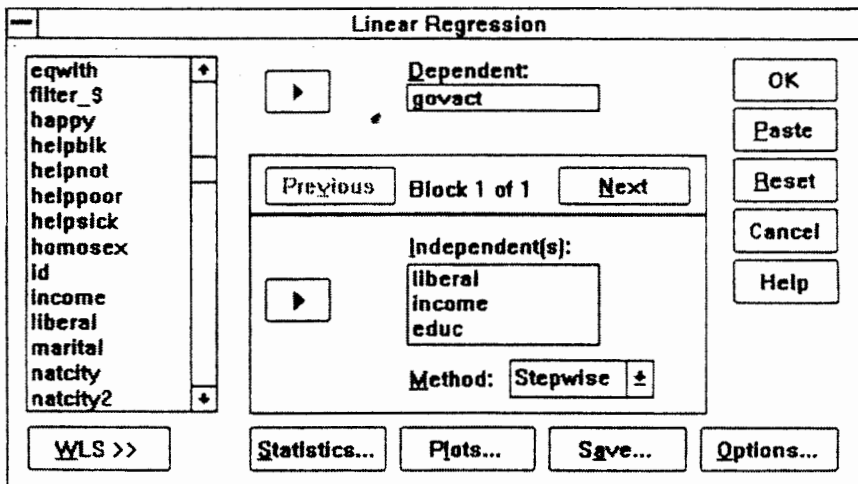 Linear Regression
eqwith
filter_$
happy
helpblk
helpnot
helppoor
helpsick
homosex
id
income
liberal
marital
natcity
natcity2
Dependent:
govact
Previous
Block 1 of 1
Next
Independent(s):
liberal
income
educ
Method:
Stepwise
OK
Paste
Reset
Cancel
Help
WLS >>
Statistics...
Plots...
Save...
Options...